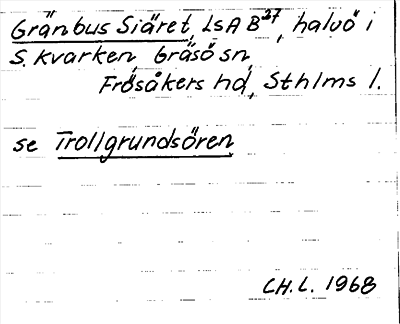 Gränbus Siäret, LSA B27, halvö i
S. Kvarken, Gräsö sn,
Frösåkers hd, Sthlms l.
se Trollgrundsören
CH.L. 1968